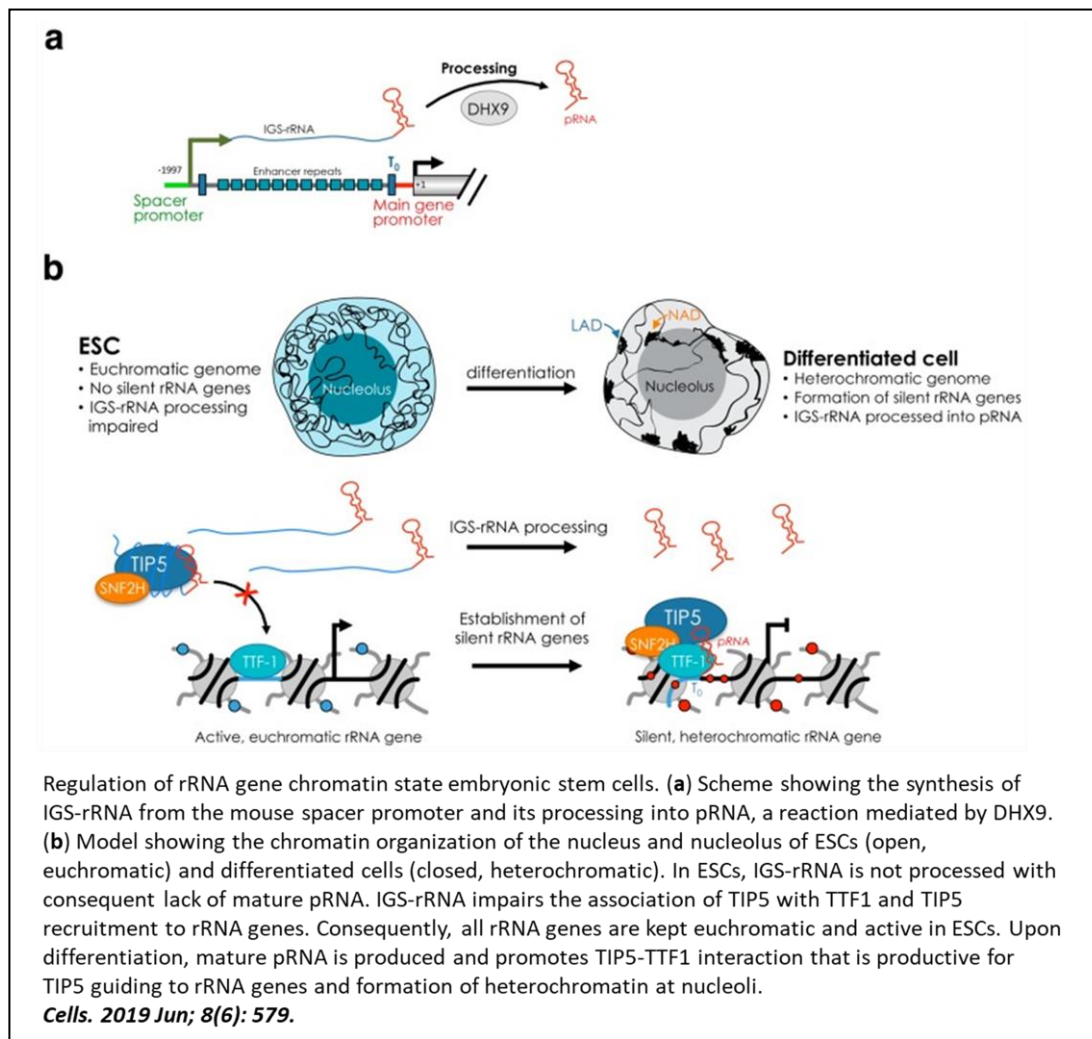 a
Processing
DHX9
pRNA
IGS-rRNA
-1997
Enhancer repeats
T0
+1
Spacer
promoter
Main gene
promoter
b
ESC
• Euchromatic genome
• No silent rRNA genes
• IGS-rRNA processing
impaired
Nucleolus
differentiation
LAD
NAD
Nucleolus
Differentiated cell
• Heterochromatic genome
• Formation of silent rRNA genes
• IGS-rRNA processed into pRNA
IGS-rRNA processing
TIP5
SNF2H
TTF-1
Active, euchromatic rRNA gene
Establishment of
silent rRNA genes
TIP5
SNF2H
pRNA
TTF-1
T0
Silent, heterochromatic rRNA gene
Regulation of rRNA gene chromatin state embryonic stem cells. (a) Scheme showing the synthesis of
IGS-rRNA from the mouse spacer promoter and its processing into pRNA, a reaction mediated by DHX9.
(b) Model showing the chromatin organization of the nucleus and nucleolus of ESCs (open,
euchromatic) and differentiated cells (closed, heterochromatic). In ESCs, IGS-rRNA is not processed with
consequent lack of mature pRNA. IGS-rRNA impairs the association of TIP5 with TTF1 and TIP5
recruitment to rRNA genes. Consequently, all rRNA genes are kept euchromatic and active in ESCs. Upon
differentiation, mature pRNA is produced and promotes TIP5-TTF1 interaction that is productive for
TIP5 guiding to rRNA genes and formation of heterochromatin at nucleoli.
Cells. 2019 Jun; 8(6): 579.